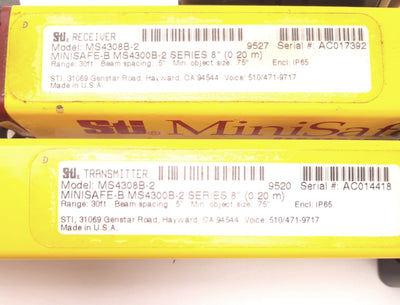 STI® RECEIVER
Model: MS4308B-2 9527 Serial #: AC017392
MINISAFE-B MS4300B-2 SERIES 8" (0.20 m)
Range: 30ft Beam spacing .5" Min. object size .75" Encl: IP65
STI, 31069 Genstar Road, Hayward, CA 94544 Voice: 510/471-9717
Made in U.S.A.
STI® MiniSaf
STI® TRANSMITTER
Model: MS4308B-2 9520 Serial #: AC014418
MINISAFE-B MS4300B-2 SERIES 8" (0.20 m)
Range: 30ft Beam spacing .5" Min. object size .75" Encl: IP65
STI, 31069 Genstar Road, Hayward, CA 94544 Voice: 510/471-9717
Made in U.S.A.